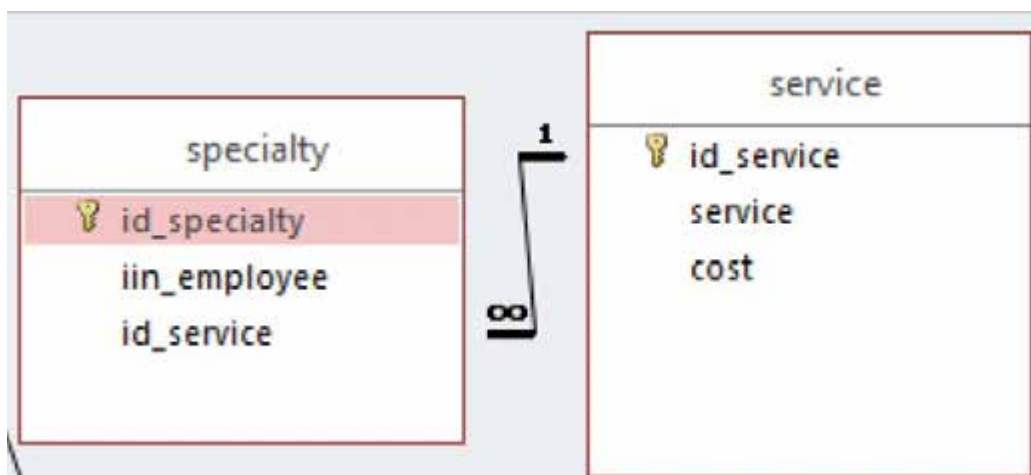 specialty
id_specialty
iin_employee
id_service
1
∞
service
id_service
service
cost